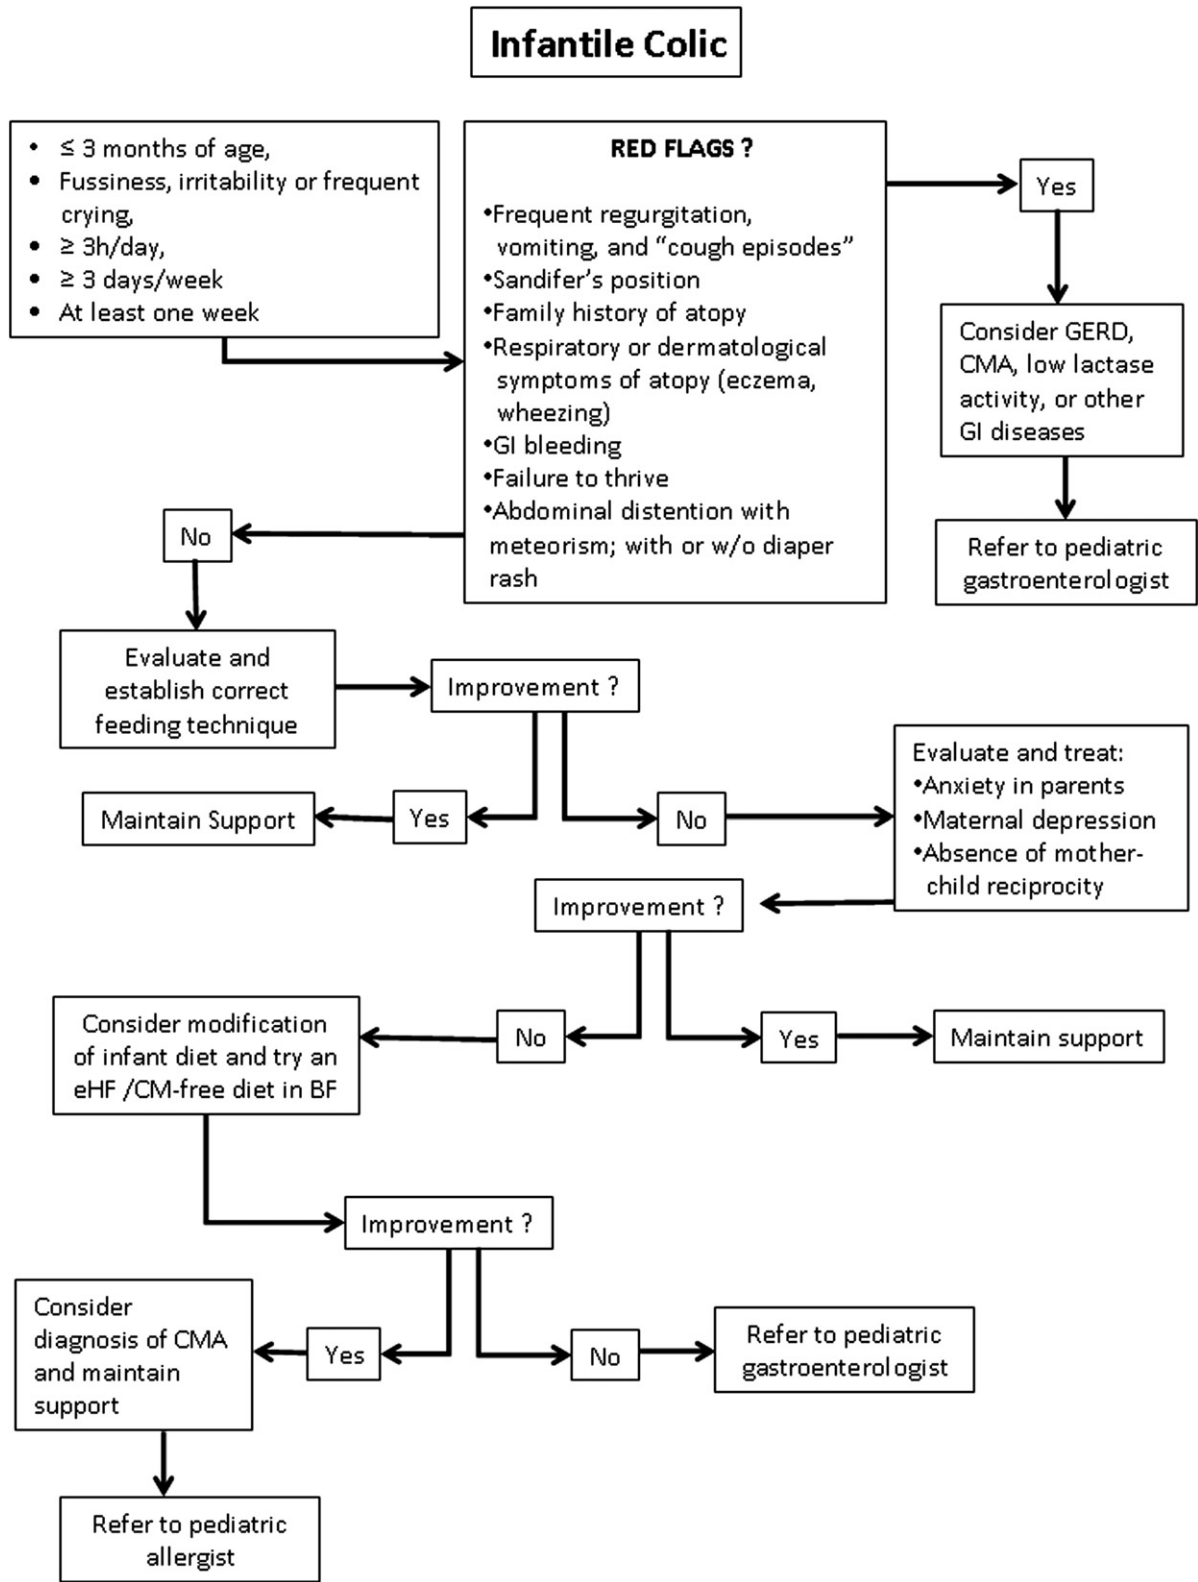 Infantile Colic
• ≤ 3 months of age,
• Fussiness, irritability or frequent
crying,
• ≥ 3h/day,
• ≥ 3 days/week
• At least one week
RED FLAGS ?
•Frequent regurgitation,
vomiting, and “cough episodes”
•Sandifer’s position
•Family history of atopy
•Respiratory or dermatological
symptoms of atopy (eczema,
wheezing)
•GI bleeding
•Failure to thrive
•Abdominal distention with
meteorism; with or w/o diaper
rash
Yes
Consider GERD,
CMA, low lactase
activity, or other
GI diseases
Refer to pediatric
gastroenterologist
No
Evaluate and
establish correct
feeding technique
Improvement ?
Yes
Maintain Support
No
Evaluate and treat:
•Anxiety in parents
•Maternal depression
•Absence of mother-
child reciprocity
Improvement ?
No
Yes
Maintain support
Consider modification
of infant diet and try an
eHF /CM-free diet in BF
Improvement ?
Yes
Consider
diagnosis of CMA
and maintain
support
No
Refer to pediatric
gastroenterologist
Refer to pediatric
allergist